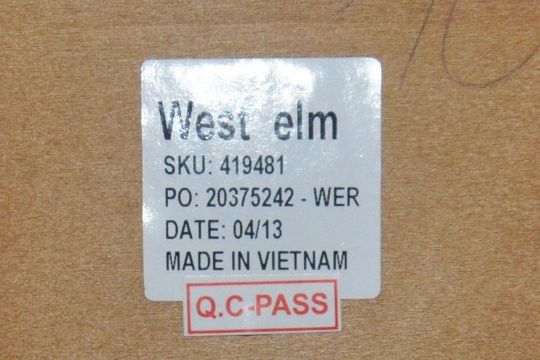 West elm
SKU: 419481
PO: 20375242 - WER
DATE: 04/13
MADE IN VIETNAM
Q.C-PASS